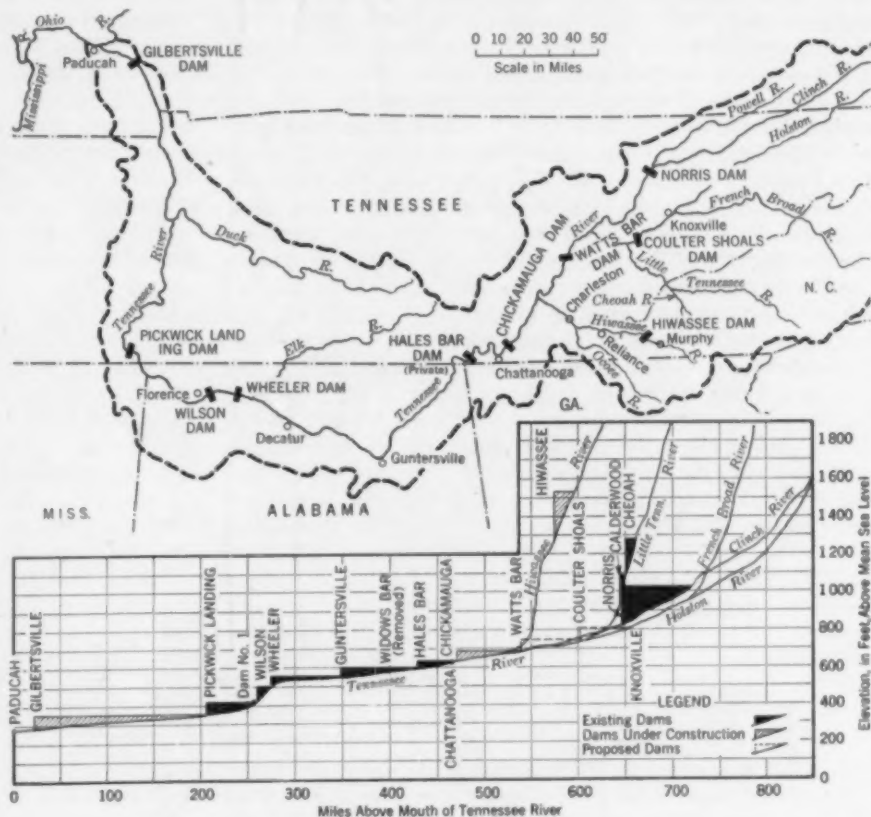 Ohio
R.
Paducah
GILBERTSVILLE
DAM
Mississippi
0 10 20 30 40 50
Scale in Miles
Powell R.
Clinch
R.
Holston
R.
NORRIS DAM
TENNESSEE
French
Broad
R.
Knoxville
COULTER SHOALS
DAM
River
WATTS BAR
DAM
CHICKAMAUGA DAM
Duck
R.
Little
Tennessee
R.
N. C.
Charleston
Cheoah R.
Hiwassee
HIWASSEE DAM
Murphy
R.
Reliance
Ocoee
R.
River
Tennessee
PICKWICK LAND
ING DAM
Elk
R.
HALES BAR
DAM
(Private)
Chattanooga
Tennessee
Florence
WILSON
DAM
WHEELER DAM
Decatur
Guntersville
GA.
MISS.
ALABAMA
PADUCAH
GILBERTSVILLE
PICKWICK LANDING
Dam No. 1
WILSON
WHEELER
GUNTERSVILLE
WIDOWS BAR
(Removed)
HALES BAR
CHICKAMAUGA
CHATTANOOGA
WATTS BAR
HIWASSEE
Hiwassee
River
COULTER SHOALS
NORRIS
CALDERWOOD
CHEOAH
Little Tenn.
River
French Broad
River
Clinch
River
Holston
River
KNOXVILLE
Tennessee
River
LEGEND
Existing Dams
Dams Under Construction
Proposed Dams
1800
1600
1400
1200
1000
800
600
400
200
0
Elevation, in Feet, Above Mean Sea Level
0 100 200 300 400 500 600 700 800
Miles Above Mouth of Tennessee River